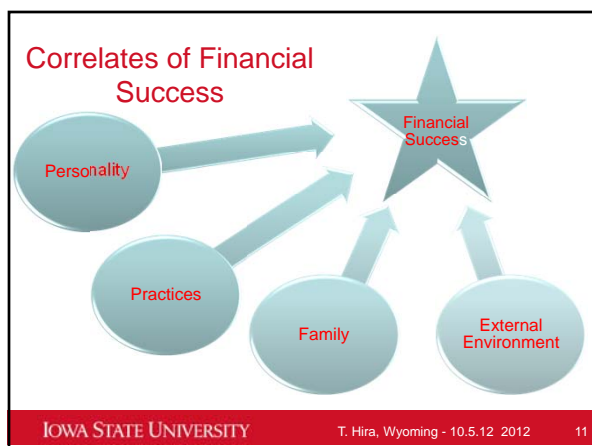 Correlates of Financial
Success
Financial
Success
Personality
Practices
Family
External
Environment
IOWA STATE UNIVERSITY
T. Hira, Wyoming - 10.5.12 2012 11